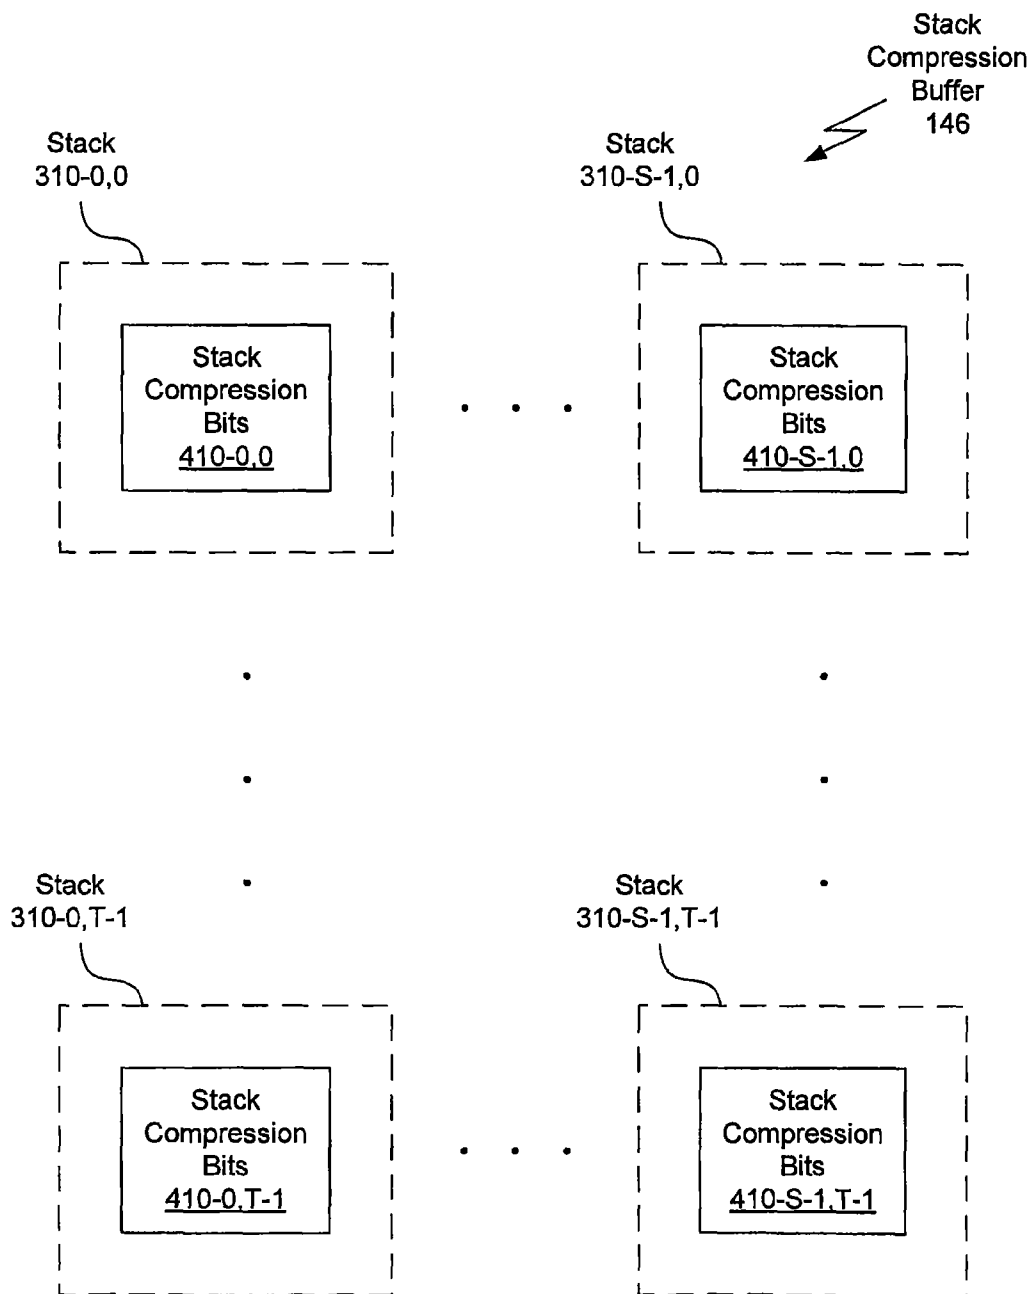 Stack
Compression
Buffer
146
Stack
310-0,0
Stack
310-S-1,0
Stack
Compression
Bits
410-0,0
Stack
Compression
Bits
410-S-1,0
Stack
310-0,T-1
Stack
310-S-1,T-1
Stack
Compression
Bits
410-0,T-1
Stack
Compression
Bits
410-S-1,T-1